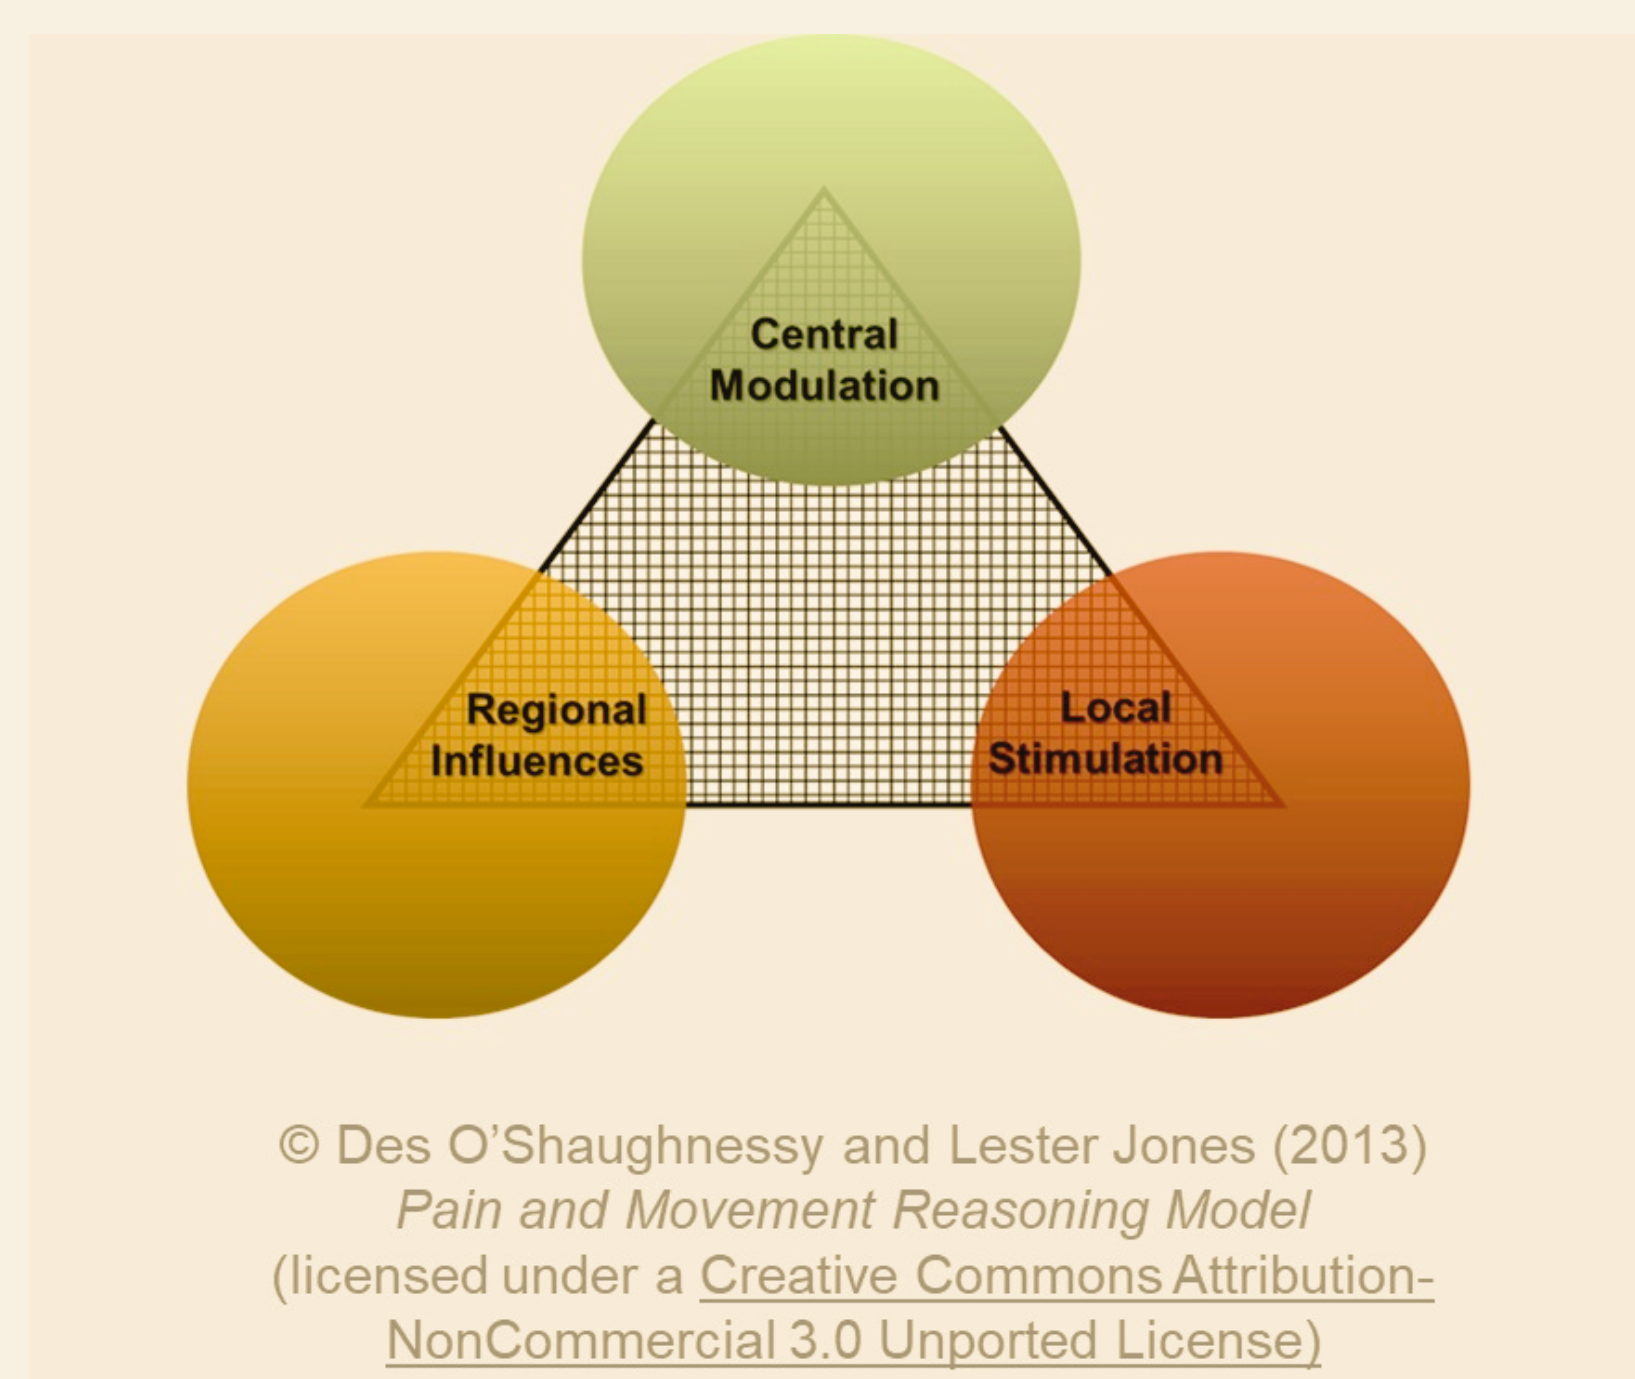 Central
Modulation
Regional
Influences
Local
Stimulation
© Des O’Shaughnessy and Lester Jones (2013)
Pain and Movement Reasoning Model
(licensed under a Creative Commons Attribution-
NonCommercial 3.0 Unported License)